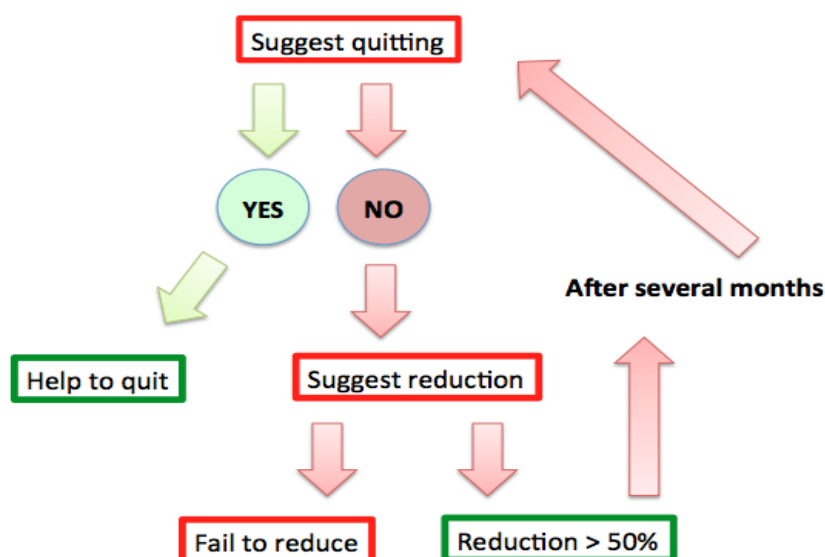 Suggest quitting
YES
NO
After several months
Help to quit
Suggest reduction
Fail to reduce
Reduction > 50%